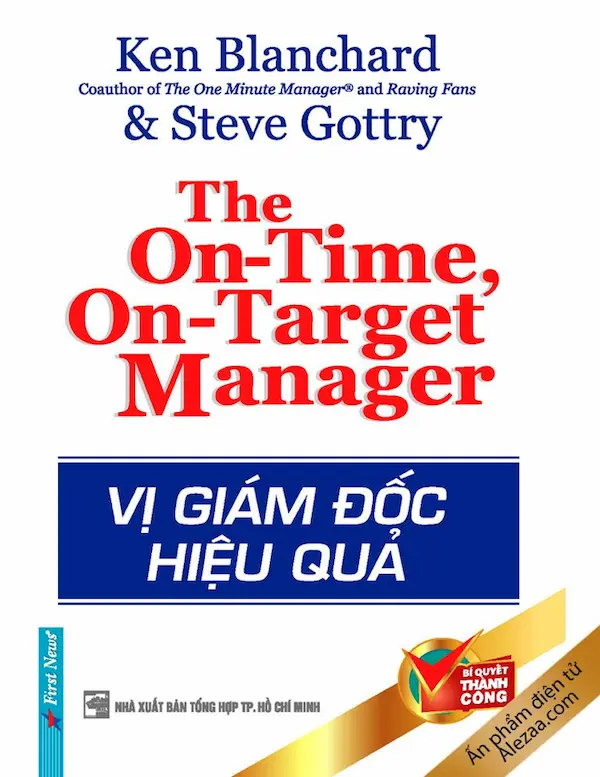 Ken Blanchard
Coauthor of The One Minute Manager® and Raving Fans
& Steve Gottry
The
On-Time,
On-Target
Manager
VỊ GIÁM ĐỐC
HIỆU QUẢ
First News®
NHÀ XUẤT BẢN TỔNG HỢP TP. HỒ CHÍ MINH
BÍ QUYẾT
THÀNH
CÔNG
Ấn phẩm điện tử
Alezaa.com